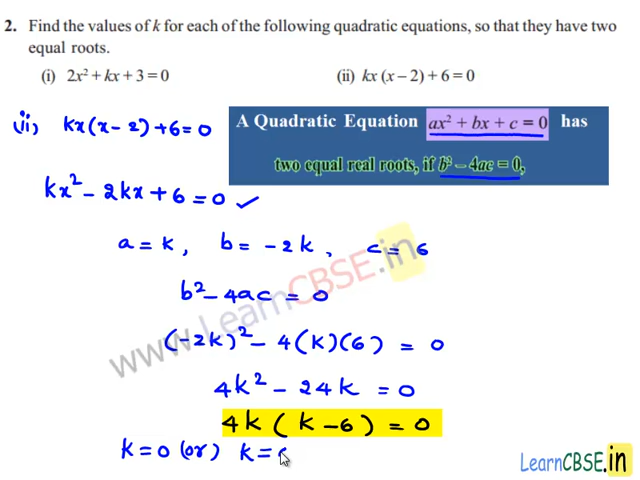 2. Find the values of k for each of the following quadratic equations, so that they have two
equal roots.
(i) 2x² + kx + 3 = 0 (ii) kx (x – 2) + 6 = 0
(ii) kx(x - 2) + 6 = 0
A Quadratic Equation ax² + bx + c = 0 has
two equal real roots, if b² – 4ac = 0,
kx² - 2kx + 6 = 0 ✓
a = k, b = -2k, c = 6
b² - 4ac = 0
(-2k)² - 4(k)(6) = 0
4k² - 24k = 0
4k (k - 6) = 0
k = 0 (or) k =
www.LearnCBSE.in
LearnCBSE.in